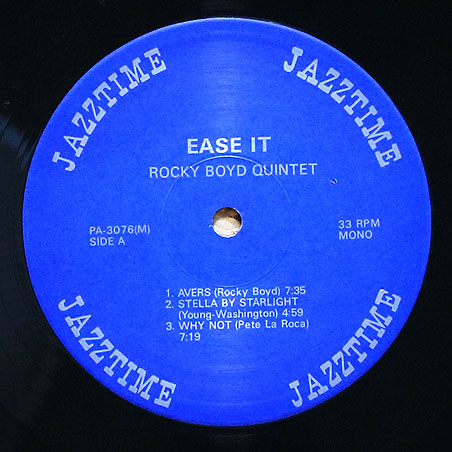 JAZZTIME
JAZZTIME
EASE IT
ROCKY BOYD QUINTET
PA-3076(M)
SIDE A
33 RPM
MONO
1. AVERS (Rocky Boyd) 7:35
2. STELLA BY STARLIGHT
(Young-Washington) 4:59
3. WHY NOT (Pete La Roca)
7:19
JAZZTIME
JAZZTIME